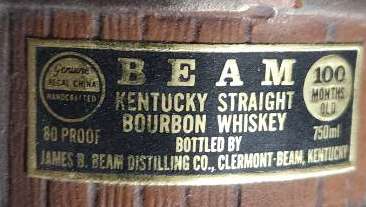 Genuine
REGAL CHINA
HANDCRAFTED
BEAM
100
MONTHS
OLD
KENTUCKY STRAIGHT
BOURBON WHISKEY
80 PROOF
BOTTLED BY
750ml
JAMES B. BEAM DISTILLING CO., CLERMONT-BEAM, KENTUCKY